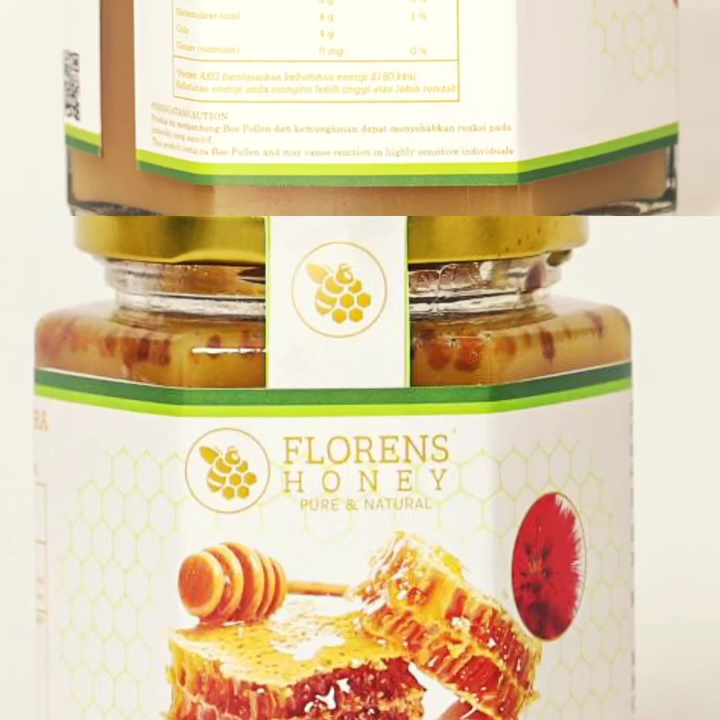 Karbohidrat total 4 g 1 %
Gula 4 g
Garam (natrium) 0 mg 0 %
*Persen AKG berdasarkan kebutuhan energi 2150 kkal.
Kebutuhan energi anda mungkin lebih tinggi atau lebih rendah
PERINGATAN/CAUTION
Produk ini mengandung Bee Pollen dan kemungkinan dapat menyebabkan reaksi pada
individu yang sensitif.
*This product contains Bee Pollen and may cause reaction in highly sensitive individuals
RA
FLORENS
HONEY
PURE & NATURAL